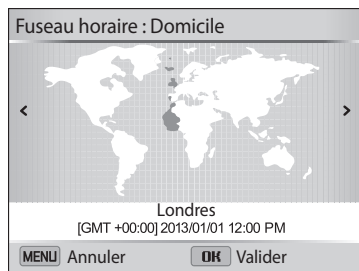 Fuseau horaire : Domicile
Londres
[GMT +00:00] 2013/01/01 12:00 PM
MENU Annuler OK Valider